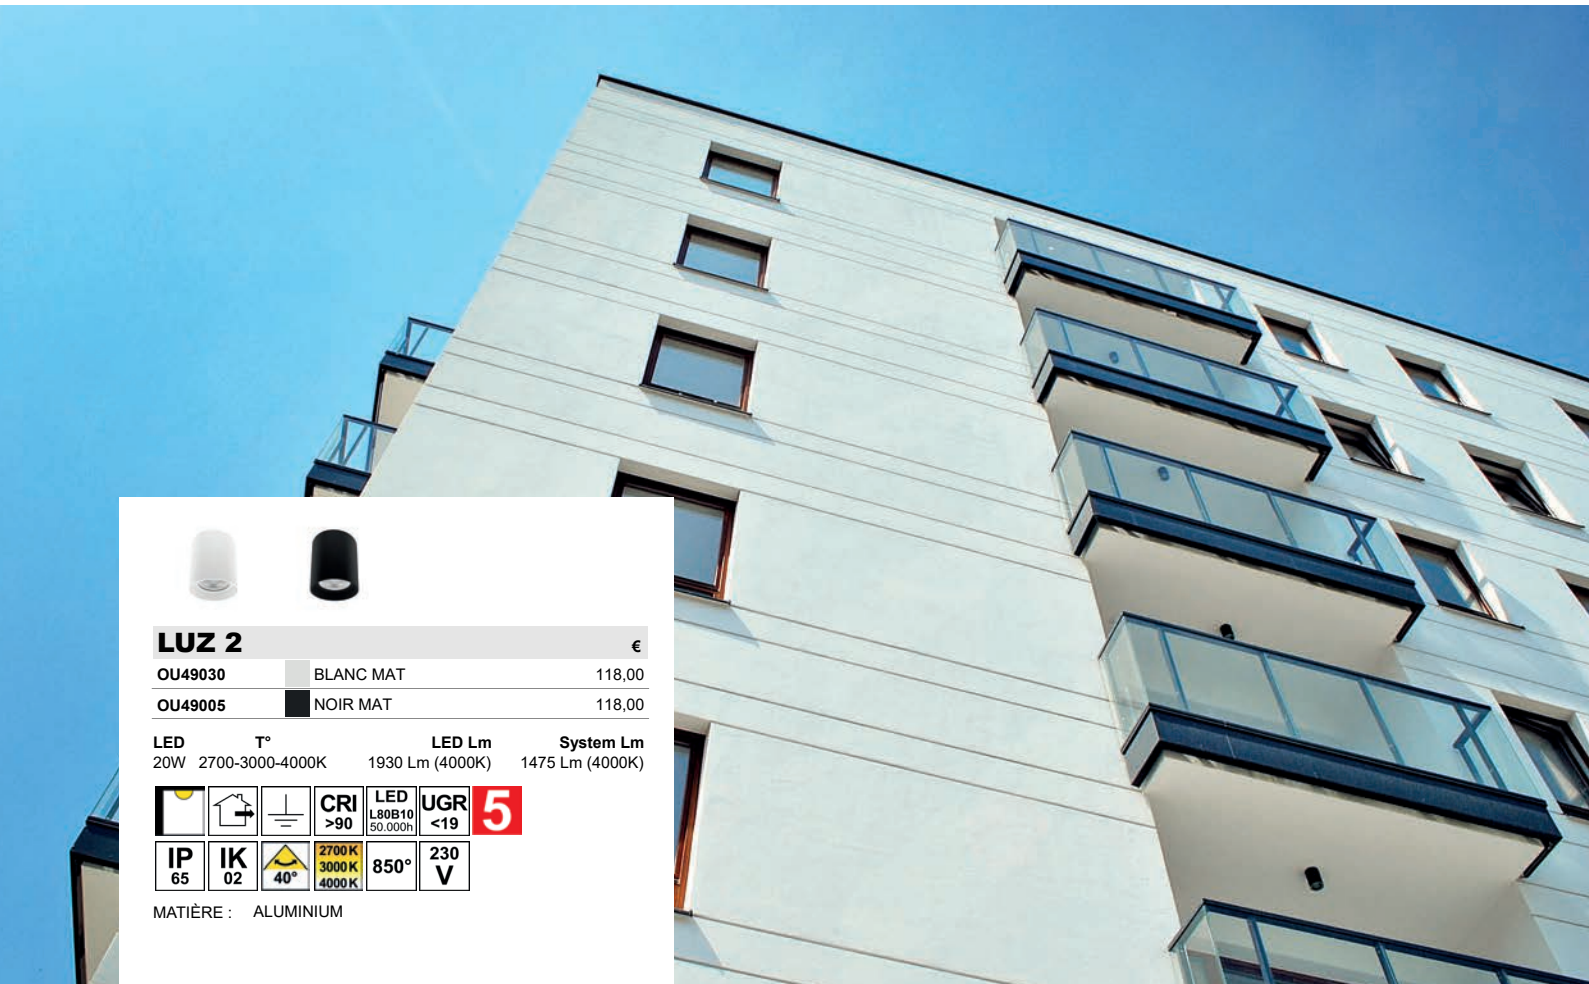 LUZ 2 €
OU49030 BLANC MAT 118,00
OU49005 NOIR MAT 118,00
LED T° LED Lm System Lm
20W 2700-3000-4000K 1930 Lm (4000K) 1475 Lm (4000K)
CRI >90
LED L80B10 50.000h
UGR <19
5
IP 65
IK 02
40°
2700K
3000K
4000K
850°
230 V
MATIÈRE : ALUMINIUM